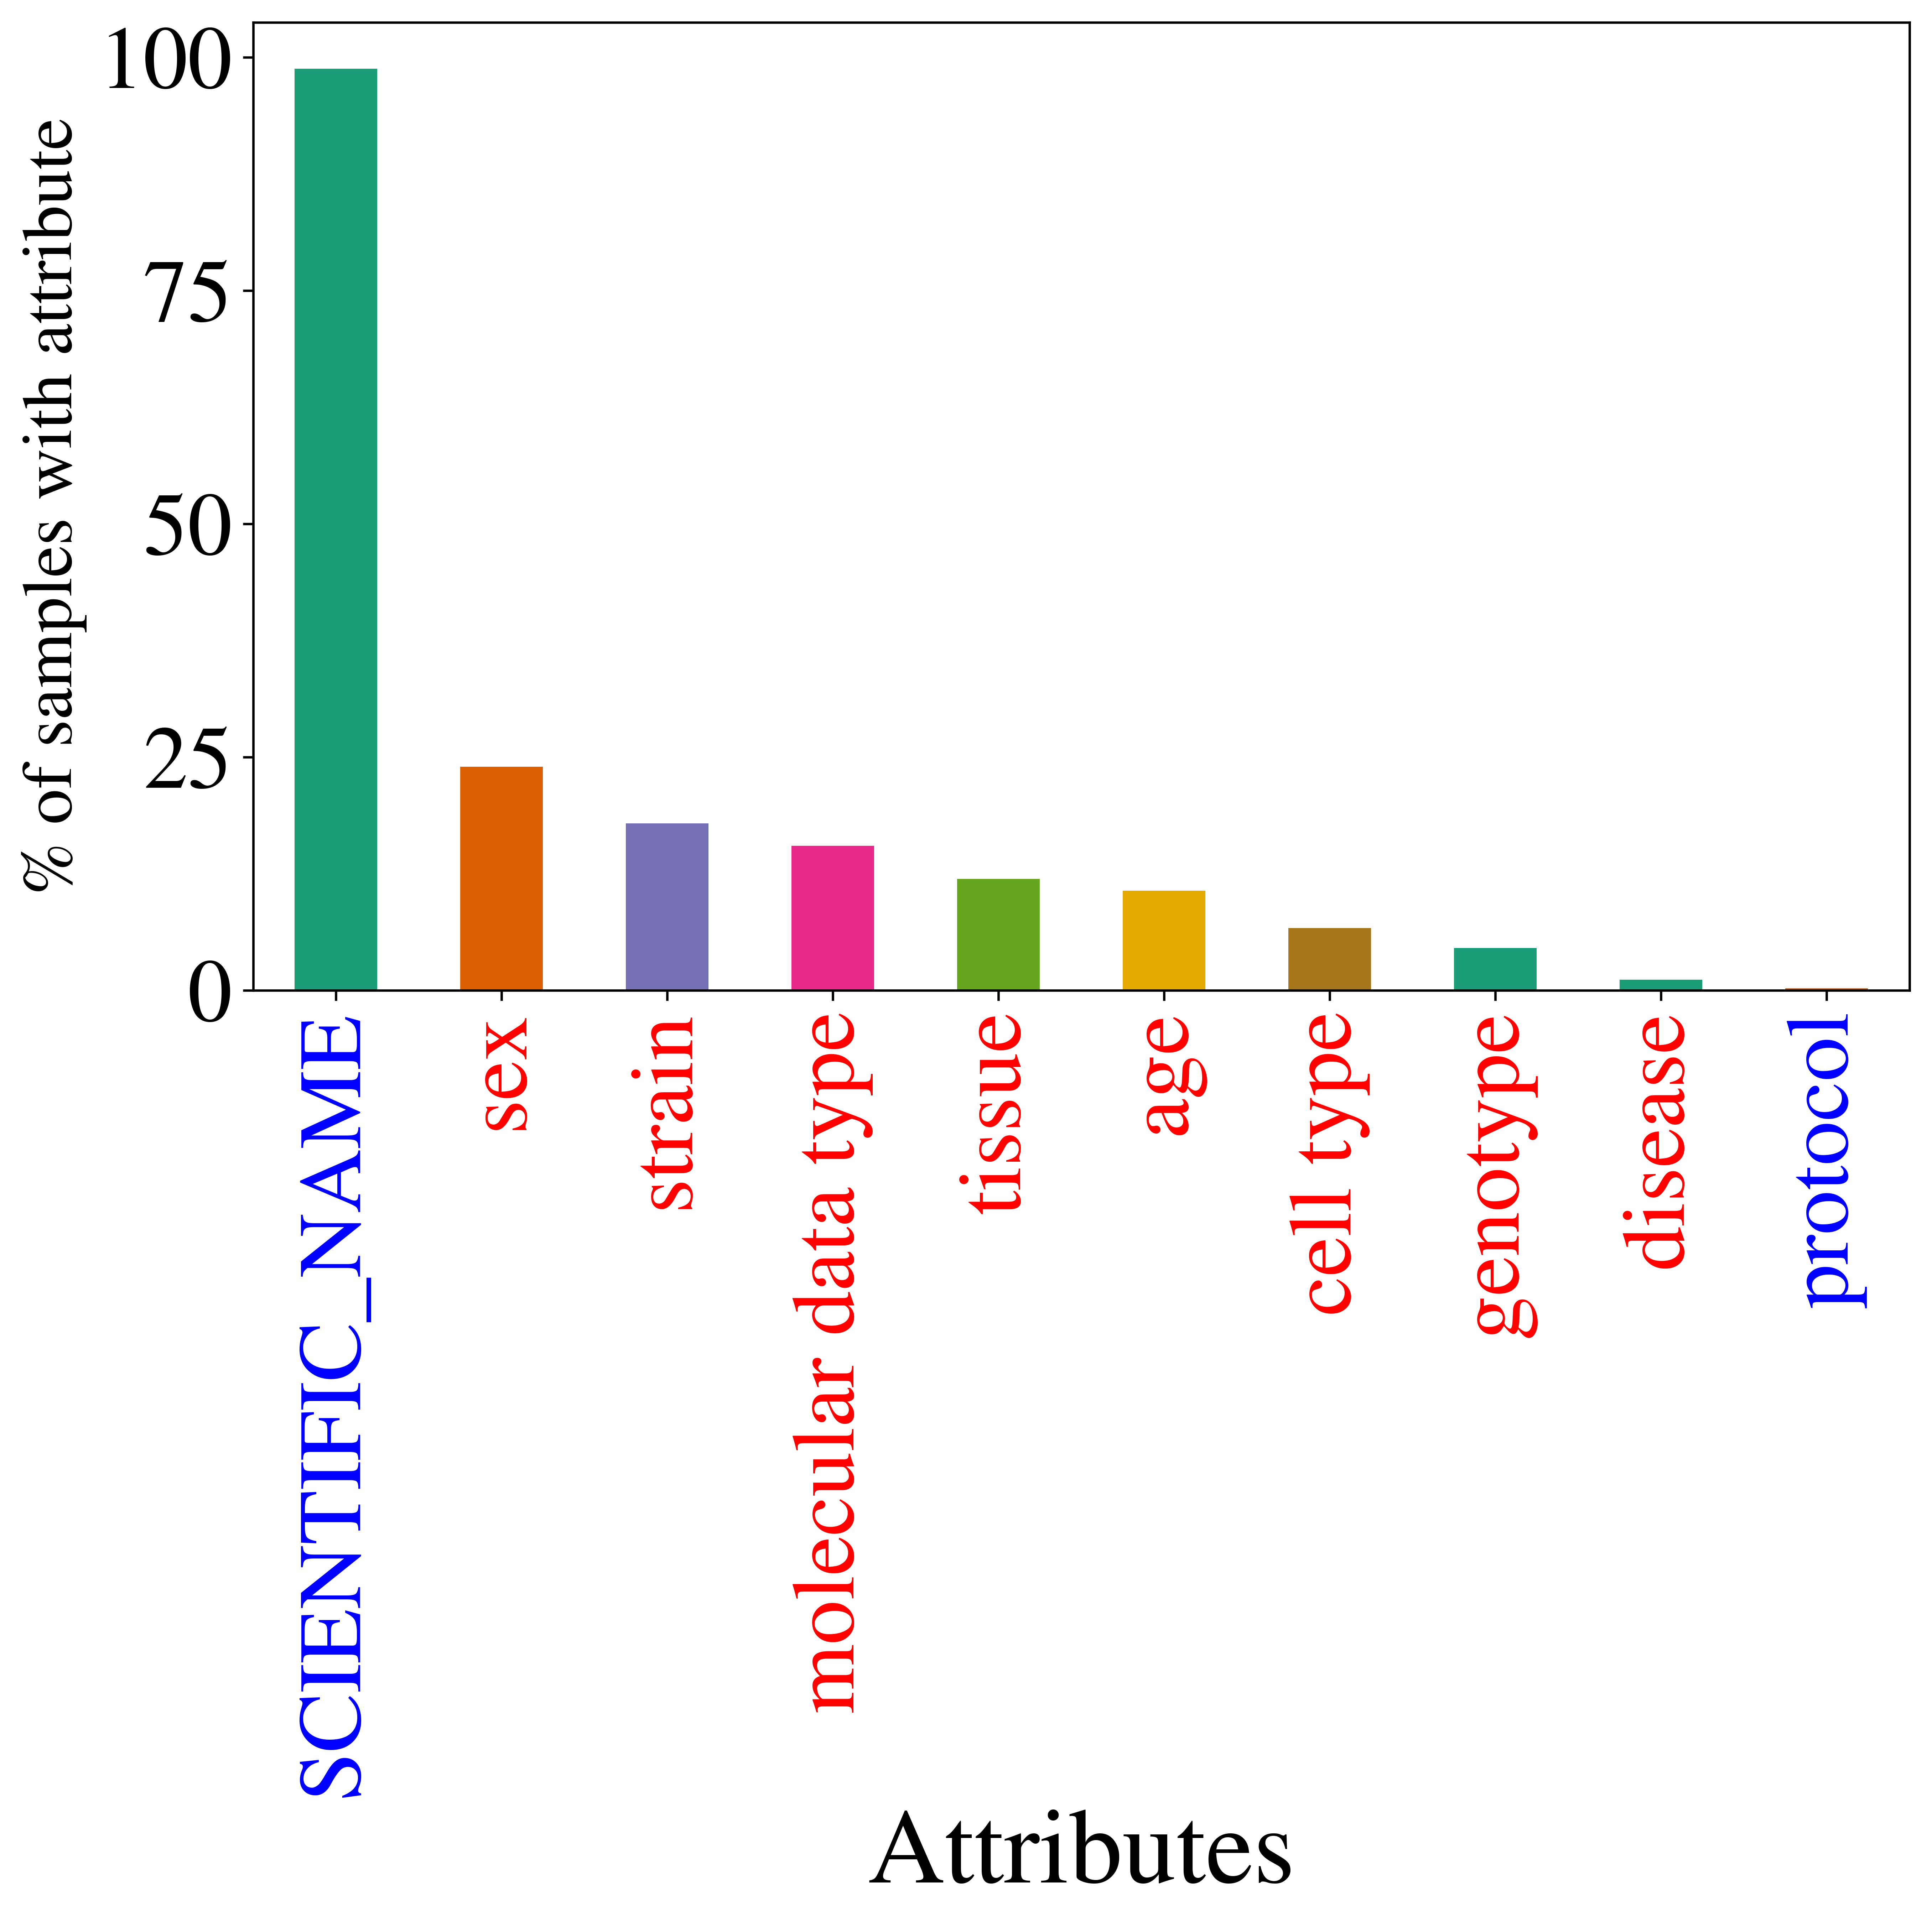 % of samples with attribute
100
75
50
25
0
SCIENTIFIC_NAME
sex
strain
molecular data type
tissue
age
cell type
genotype
disease
protocol
Attributes